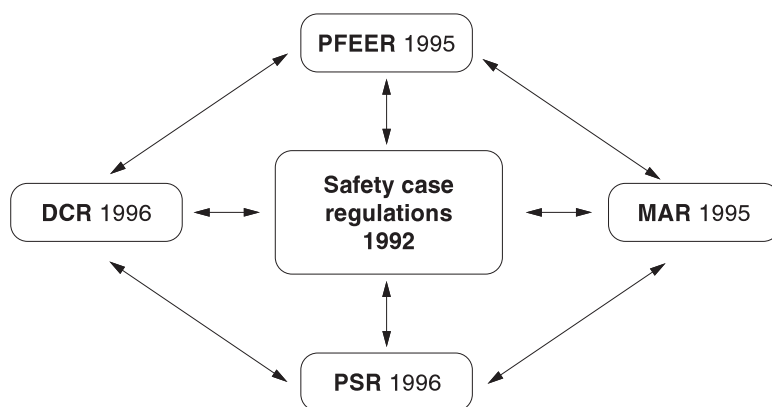 PFEER 1995
Safety case
regulations
1992
DCR 1996
MAR 1995
PSR 1996